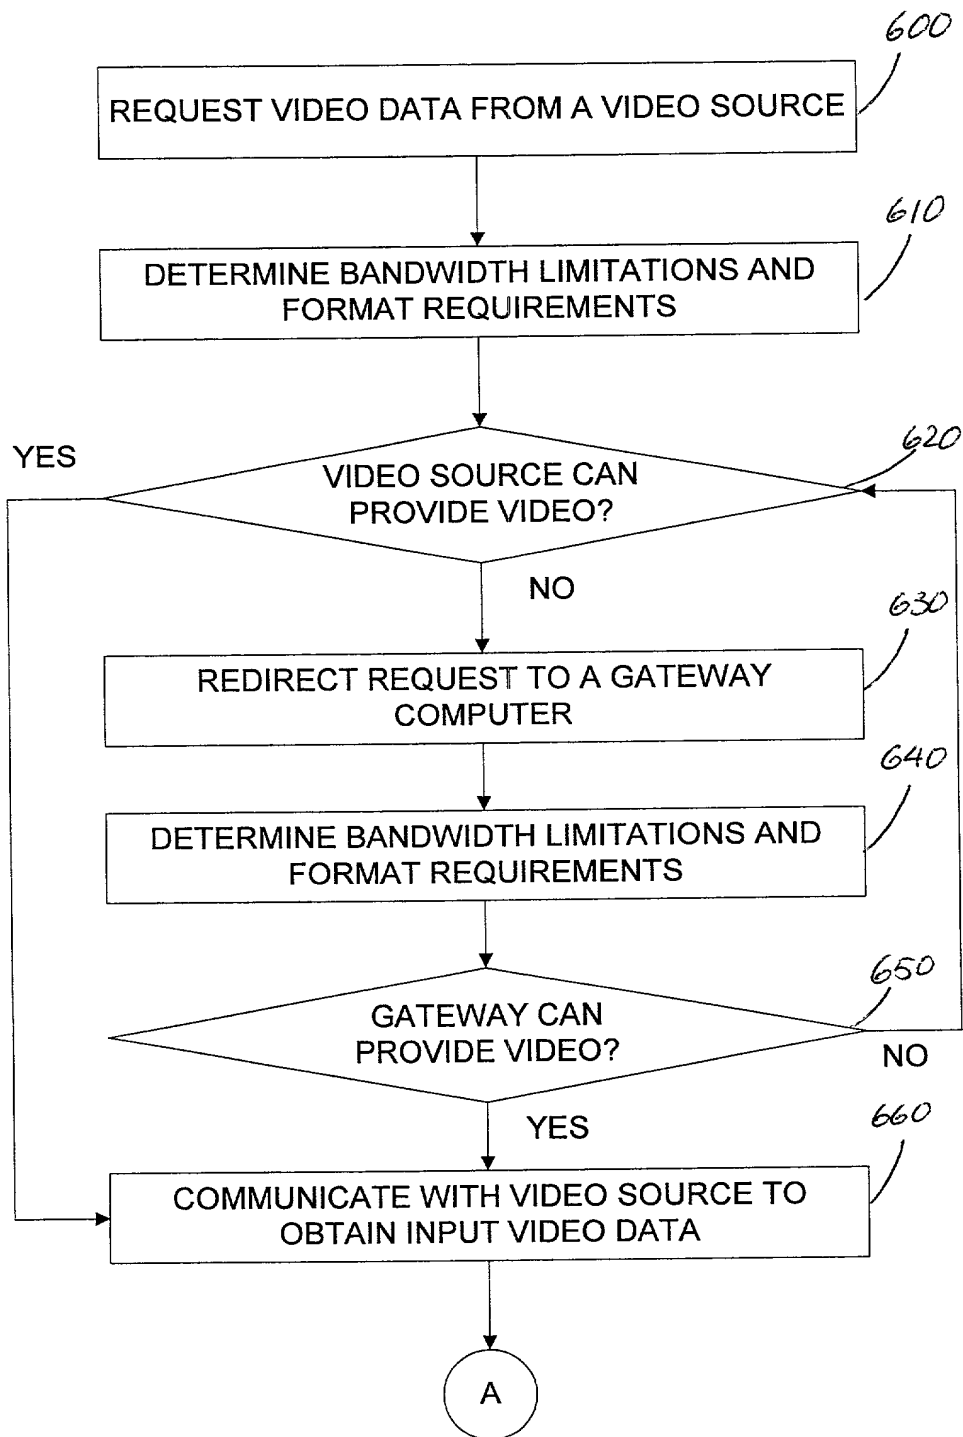 600
REQUEST VIDEO DATA FROM A VIDEO SOURCE
610
DETERMINE BANDWIDTH LIMITATIONS AND
FORMAT REQUIREMENTS
620
YES
VIDEO SOURCE CAN
PROVIDE VIDEO?
NO
630
REDIRECT REQUEST TO A GATEWAY
COMPUTER
640
DETERMINE BANDWIDTH LIMITATIONS AND
FORMAT REQUIREMENTS
650
GATEWAY CAN
PROVIDE VIDEO?
NO
YES
660
COMMUNICATE WITH VIDEO SOURCE TO
OBTAIN INPUT VIDEO DATA
A